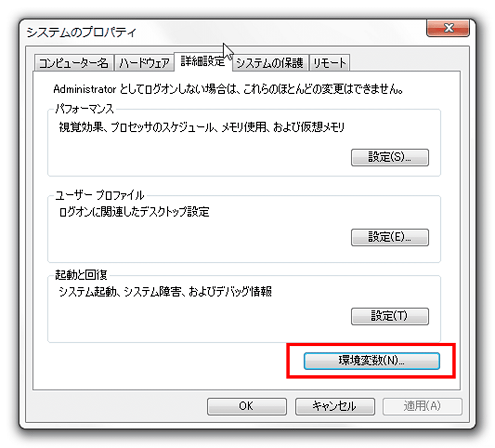 システムのプロパティ
コンピューター名 ハードウェア 詳細設定 システムの保護 リモート
Administrator としてログオンしない場合は、これらのほとんどの変更はできません。
パフォーマンス
視覚効果、プロセッサのスケジュール、メモリ使用、および仮想メモリ
設定(S)...
ユーザー プロファイル
ログオンに関連したデスクトップ設定
設定(E)...
起動と回復
システム起動、システム障害、およびデバッグ情報
設定(T)
環境変数(N)...
OK キャンセル 適用(A)